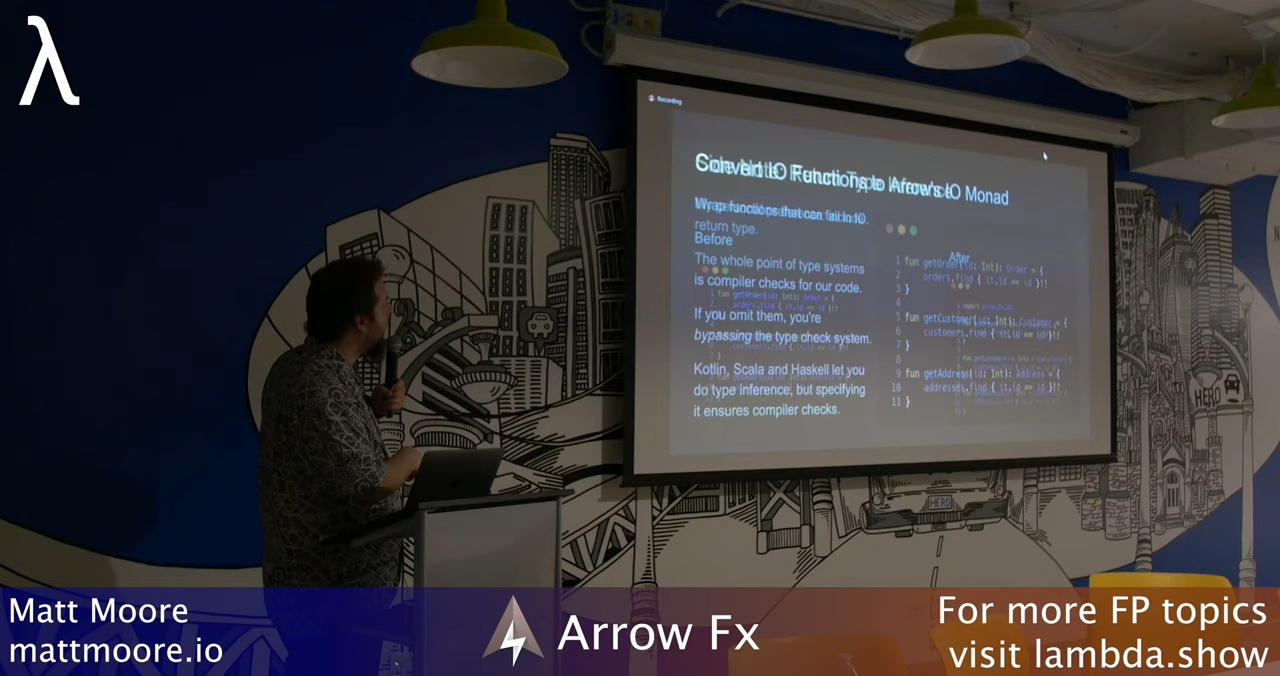 λ
Recording
Convert IO Functions to Arrow's IO Monad
Wrap functions that can fail in IO.
return type.
Before
The whole point of type systems
is compiler checks for our code.
If you omit them, you're
bypassing the type check system.
Kotlin, Scala and Haskell let you
do type inference, but specifying
it ensures compiler checks.
After
1 fun getOrder(id: Int): Order = {
2 orders.find { it.id == id }!!
3 }
4
5 fun getCustomer(id: Int): Customer = {
6 customers.find { it.id == id }!!
7 }
8
9 fun getAddress(id: Int): Address = {
10 addresses.find { it.id == id }!!
11 }
HERO
HERO
Matt Moore
mattmoore.io
Arrow Fx
For more FP topics
visit lambda.show